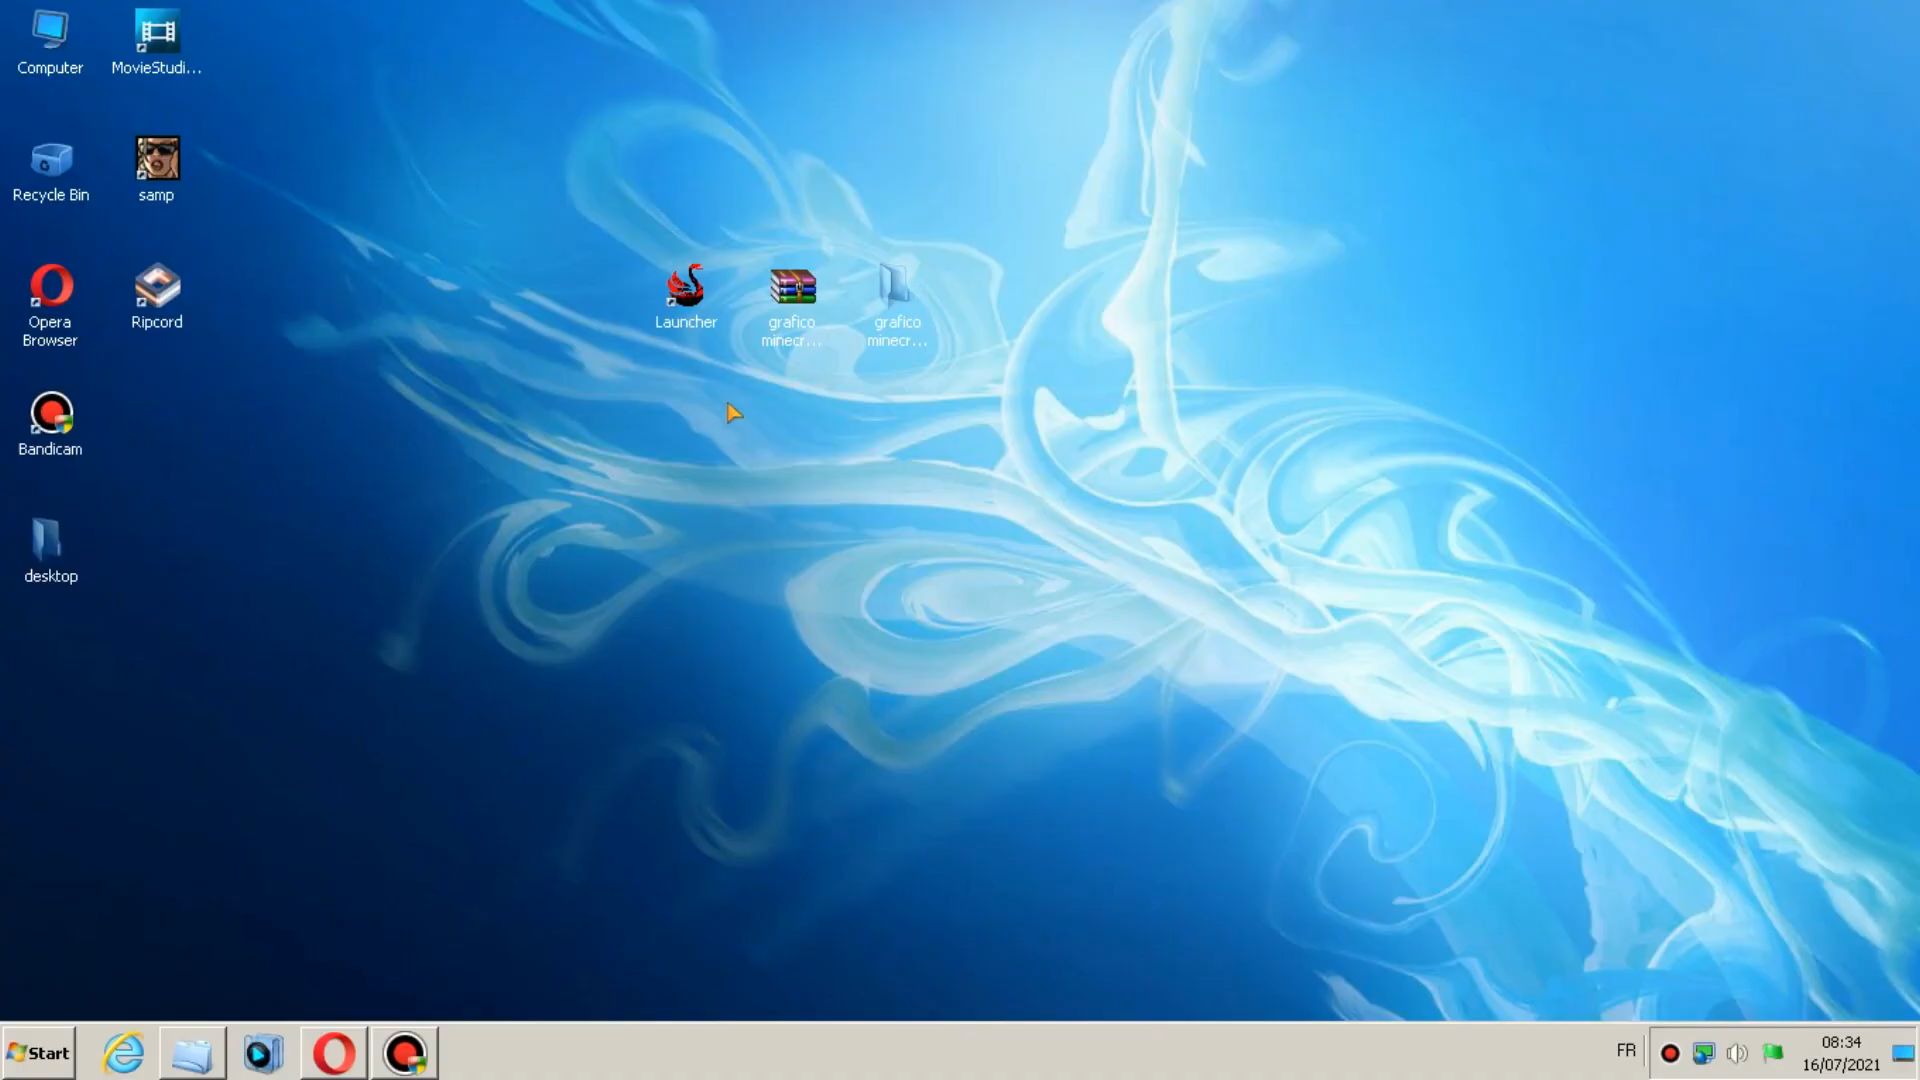 Computer
MovieStudi...
Recycle Bin
samp
Opera
Browser
Ripcord
Launcher
grafico
minecr...
grafico
minecr...
Bandicam
desktop
Start
FR
08:34
16/07/2021